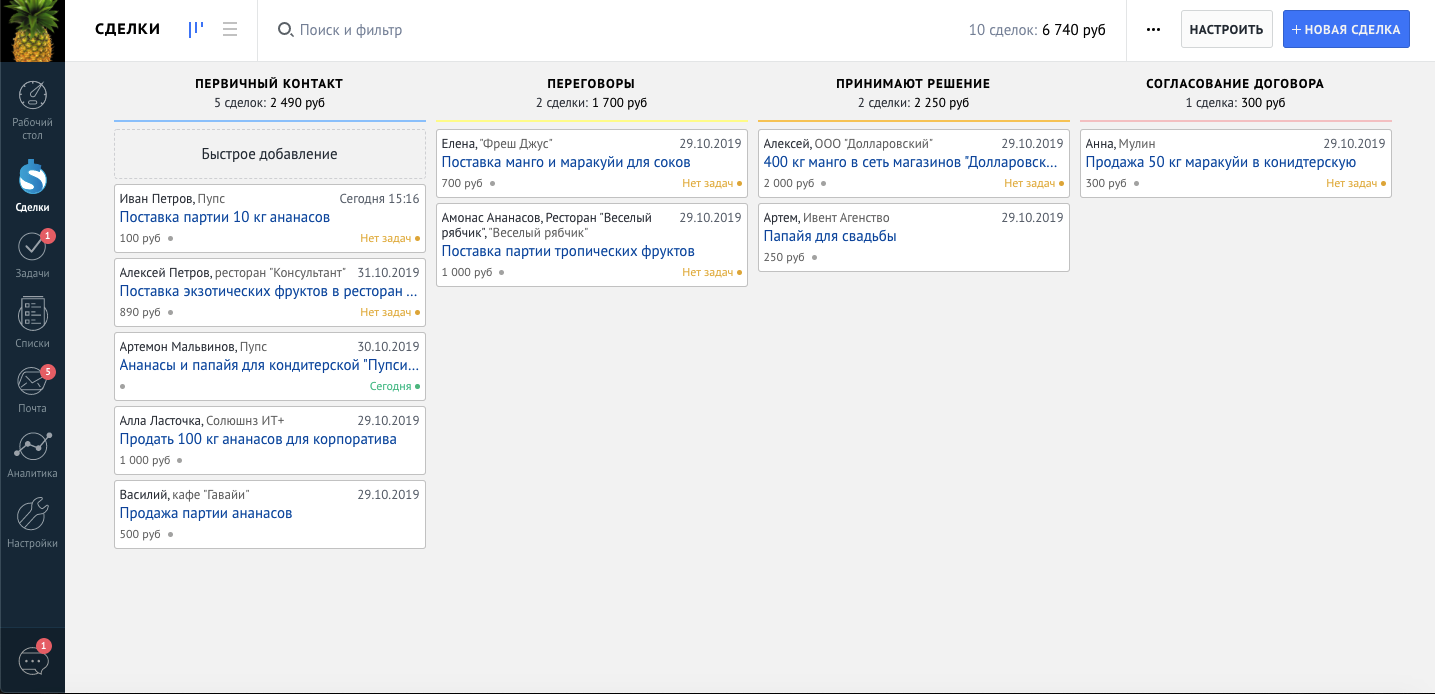 СДЕЛКИ
Поиск и фильтр
10 сделок: 6 740 руб
НАСТРОИТЬ
НОВАЯ СДЕЛКА
Рабочий
стол
Сделки
1
Задачи
Списки
5
Почта
Аналитика
Настройки
1
ПЕРВИЧНЫЙ КОНТАКТ
5 сделок: 2 490 руб
Быстрое добавление
Иван Петров, Пупс Сегодня 15:16
Поставка партии 10 кг ананасов
100 руб Нет задач
Алексей Петров, ресторан "Консультант" 31.10.2019
Поставка экзотических фруктов в ресторан ...
890 руб Нет задач
Артемон Мальвинов, Пупс 30.10.2019
Ананасы и папайя для кондитерской "Пупси...
Сегодня
Алла Ласточка, Солюшнз ИТ+ 29.10.2019
Продать 100 кг ананасов для корпоратива
1 000 руб
Василий, кафе "Гавайи" 29.10.2019
Продажа партии ананасов
500 руб
ПЕРЕГОВОРЫ
2 сделки: 1 700 руб
Елена, "Фреш Джус" 29.10.2019
Поставка манго и маракуйи для соков
700 руб Нет задач
Амонас Ананасов, Ресторан "Веселый 29.10.2019
рябчик", "Веселый рябчик"
Поставка партии тропических фруктов
1 000 руб Нет задач
ПРИНИМАЮТ РЕШЕНИЕ
2 сделки: 2 250 руб
Алексей, ООО "Долларовский" 29.10.2019
400 кг манго в сеть магазинов "Долларовск...
2 000 руб Нет задач
Артем, Ивент Агенство 29.10.2019
Папайя для свадьбы
250 руб
СОГЛАСОВАНИЕ ДОГОВОРА
1 сделка: 300 руб
Анна, Мулин 29.10.2019
Продажа 50 кг маракуйи в конидтерскую
300 руб Нет задач